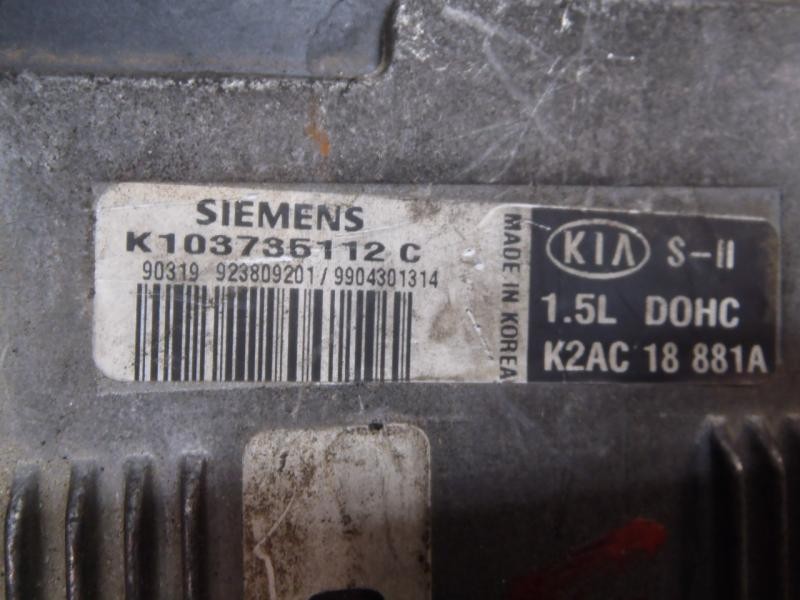 SIEMENS
K103735112 C
90319 923809201 / 9904301314
MADE IN KOREA
KIA S-II
1.5L DOHC
K2AC 18 881A